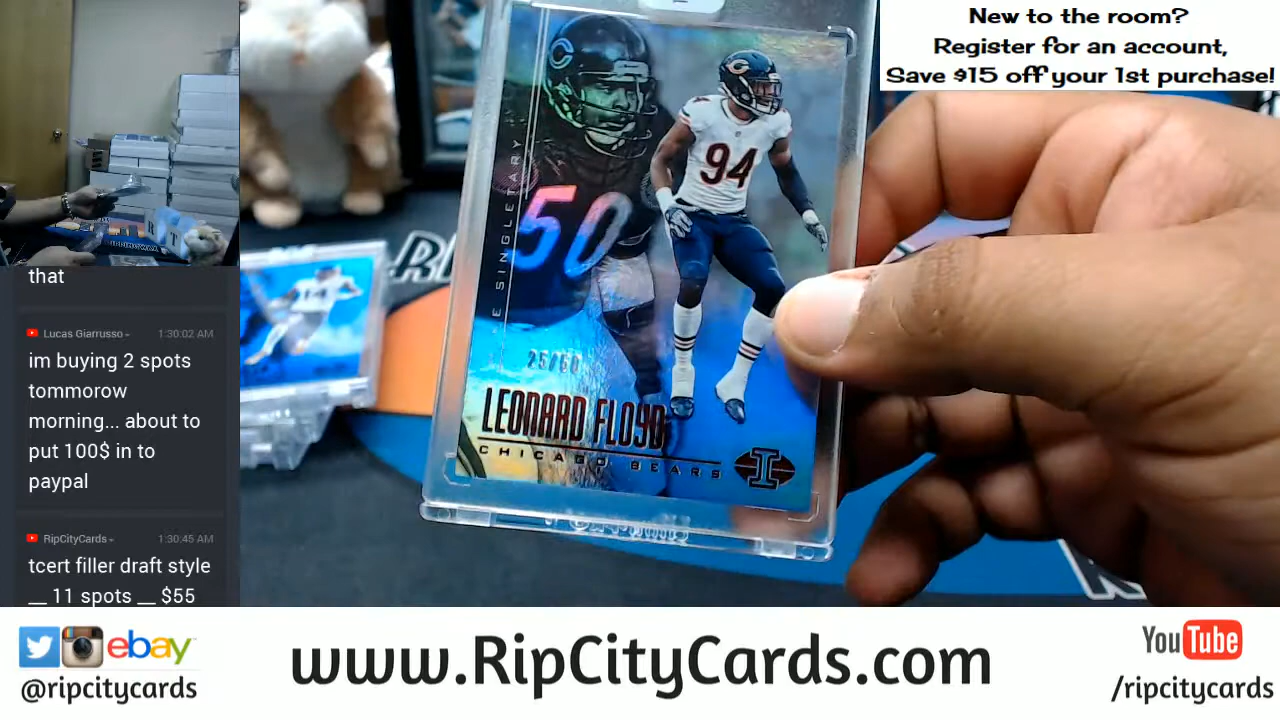 New to the room?
Register for an account,
Save $15 off your 1st purchase!
that
Lucas Giarrusso
1:30:02 AM
im buying 2 spots
tommorow
morning... about to
put 100$ in to
paypal
RipCityCards
1:30:45 AM
tcert filler draft style
__ 11 spots __ $55
E SINGLETARY
50
94
25/50
LEONARD FLOYD
CHICAGO BEARS
I
ebay
@ripcitycards
www.RipCityCards.com
YouTube
/ripcitycards